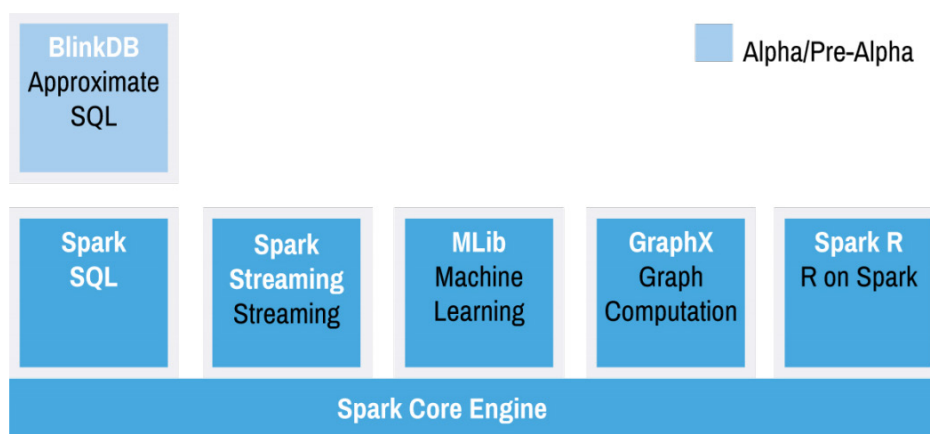 BlinkDB
Approximate
SQL
Alpha/Pre-Alpha
Spark
SQL
Spark
Streaming
Streaming
MLib
Machine
Learning
GraphX
Graph
Computation
Spark R
R on Spark
Spark Core Engine